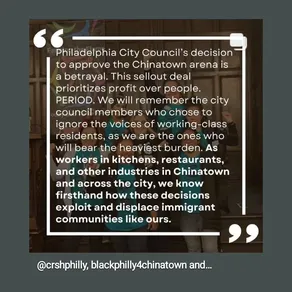 Philadelphia City Council's decision
to approve the Chinatown arena is
a betrayal. This sellout deal
prioritizes profit over people.
PERIOD. We will remember the city
council members who chose to
ignore the voices of working-class
residents, as we are the ones who
will bear the heaviest burden. As
workers in kitchens, restaurants,
and other industries in Chinatown
and across the city, we know
firsthand how these decisions
exploit and displace immigrant
communities like ours.
@crshphilly, blackphilly4chinatown and...